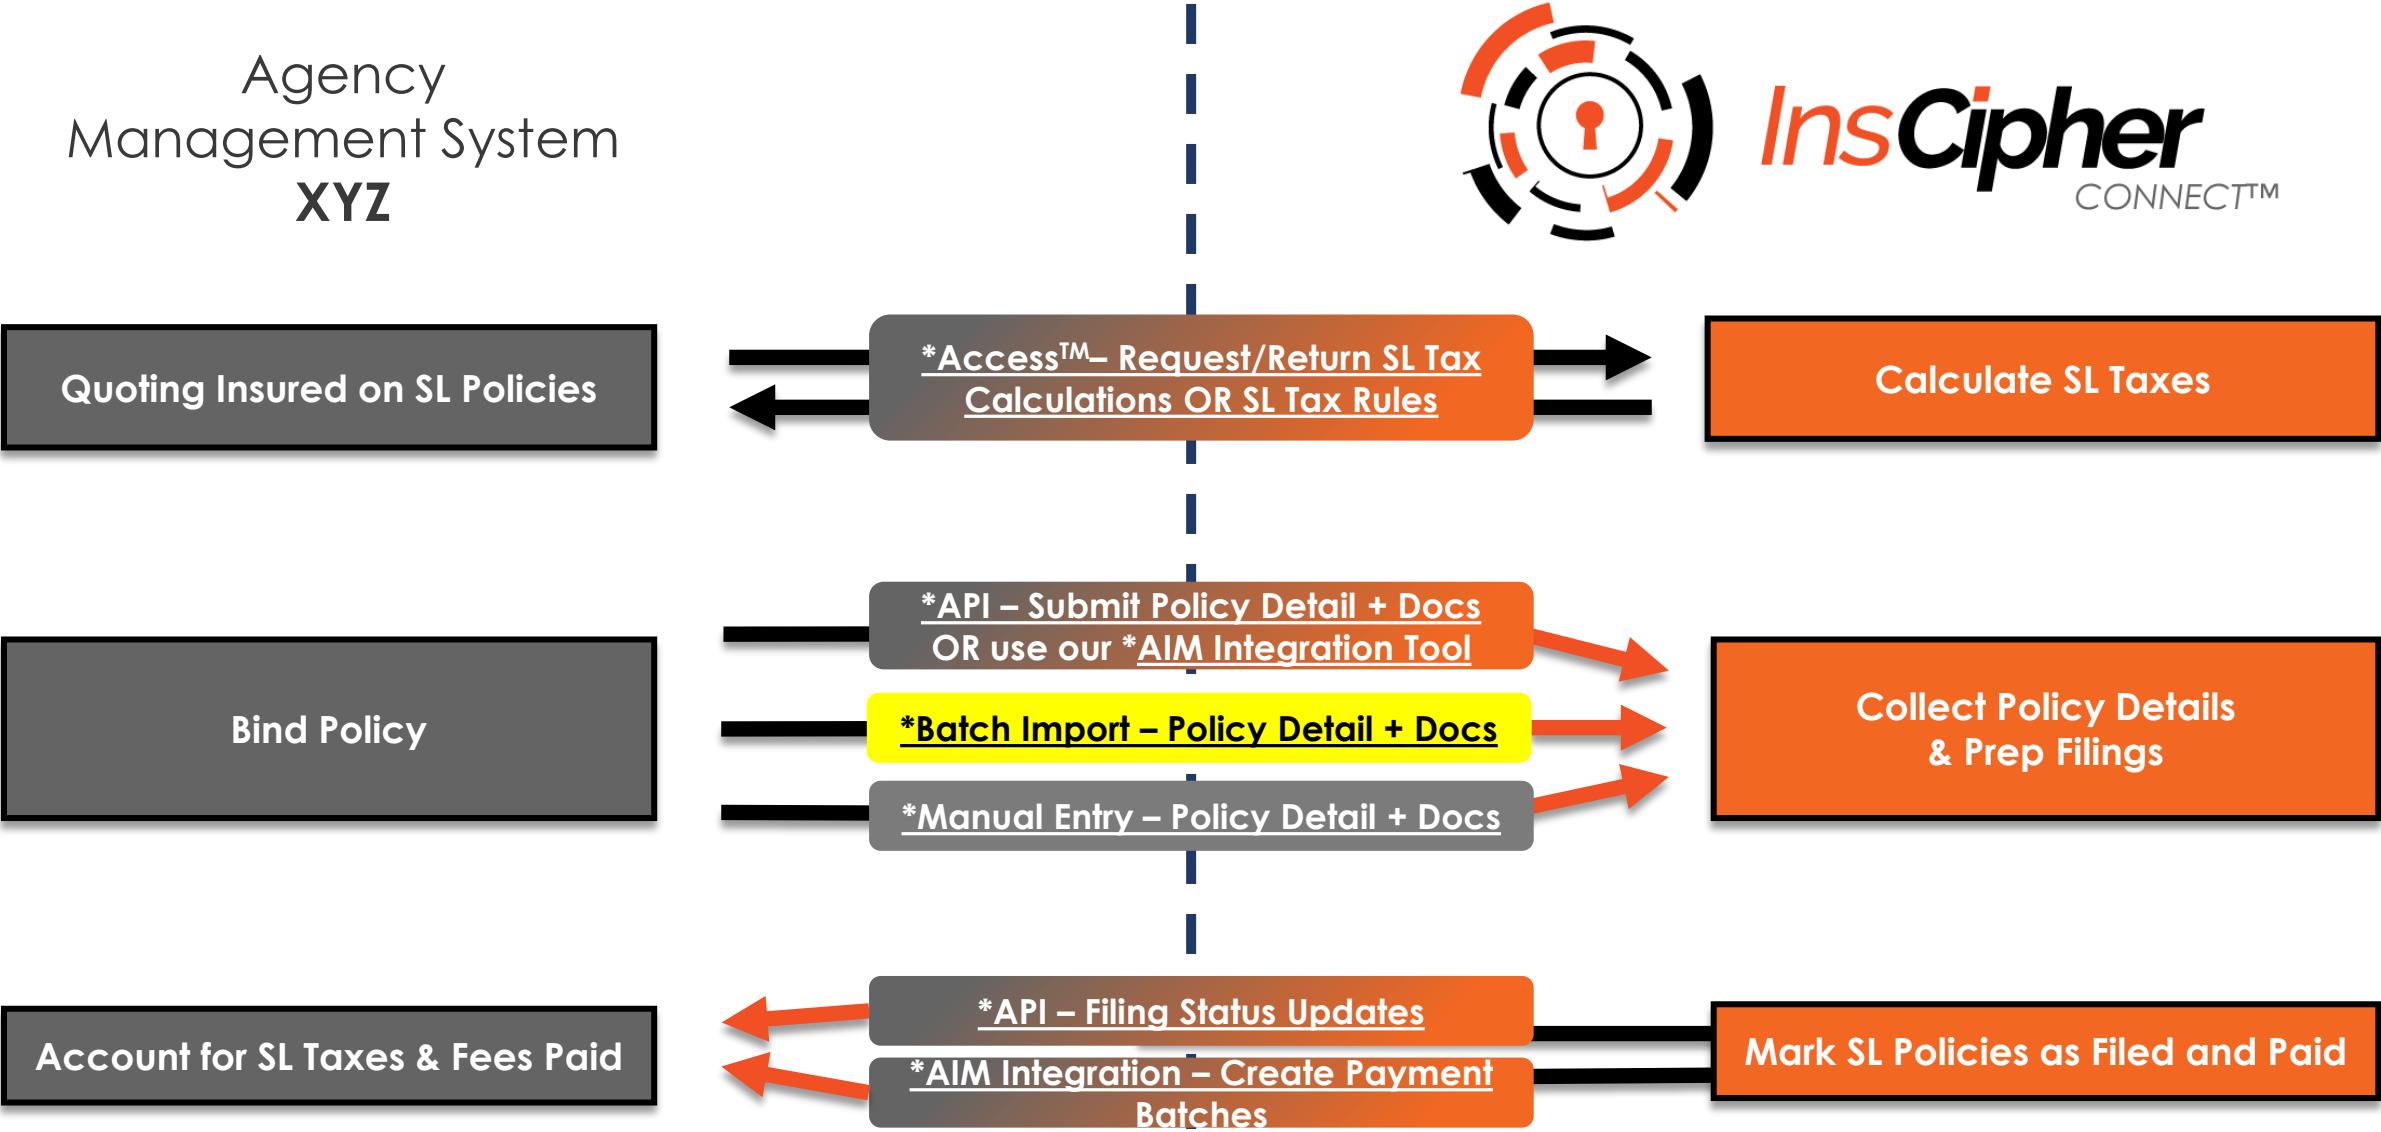 Agency
Management System
XYZ
InsCipher
CONNECT™
Quoting Insured on SL Policies
*Access™– Request/Return SL Tax
Calculations OR SL Tax Rules
Calculate SL Taxes
Bind Policy
*API – Submit Policy Detail + Docs
OR use our *AIM Integration Tool
*Batch Import – Policy Detail + Docs
*Manual Entry – Policy Detail + Docs
Collect Policy Details
& Prep Filings
Account for SL Taxes & Fees Paid
*API – Filing Status Updates
*AIM Integration – Create Payment
Batches
Mark SL Policies as Filed and Paid